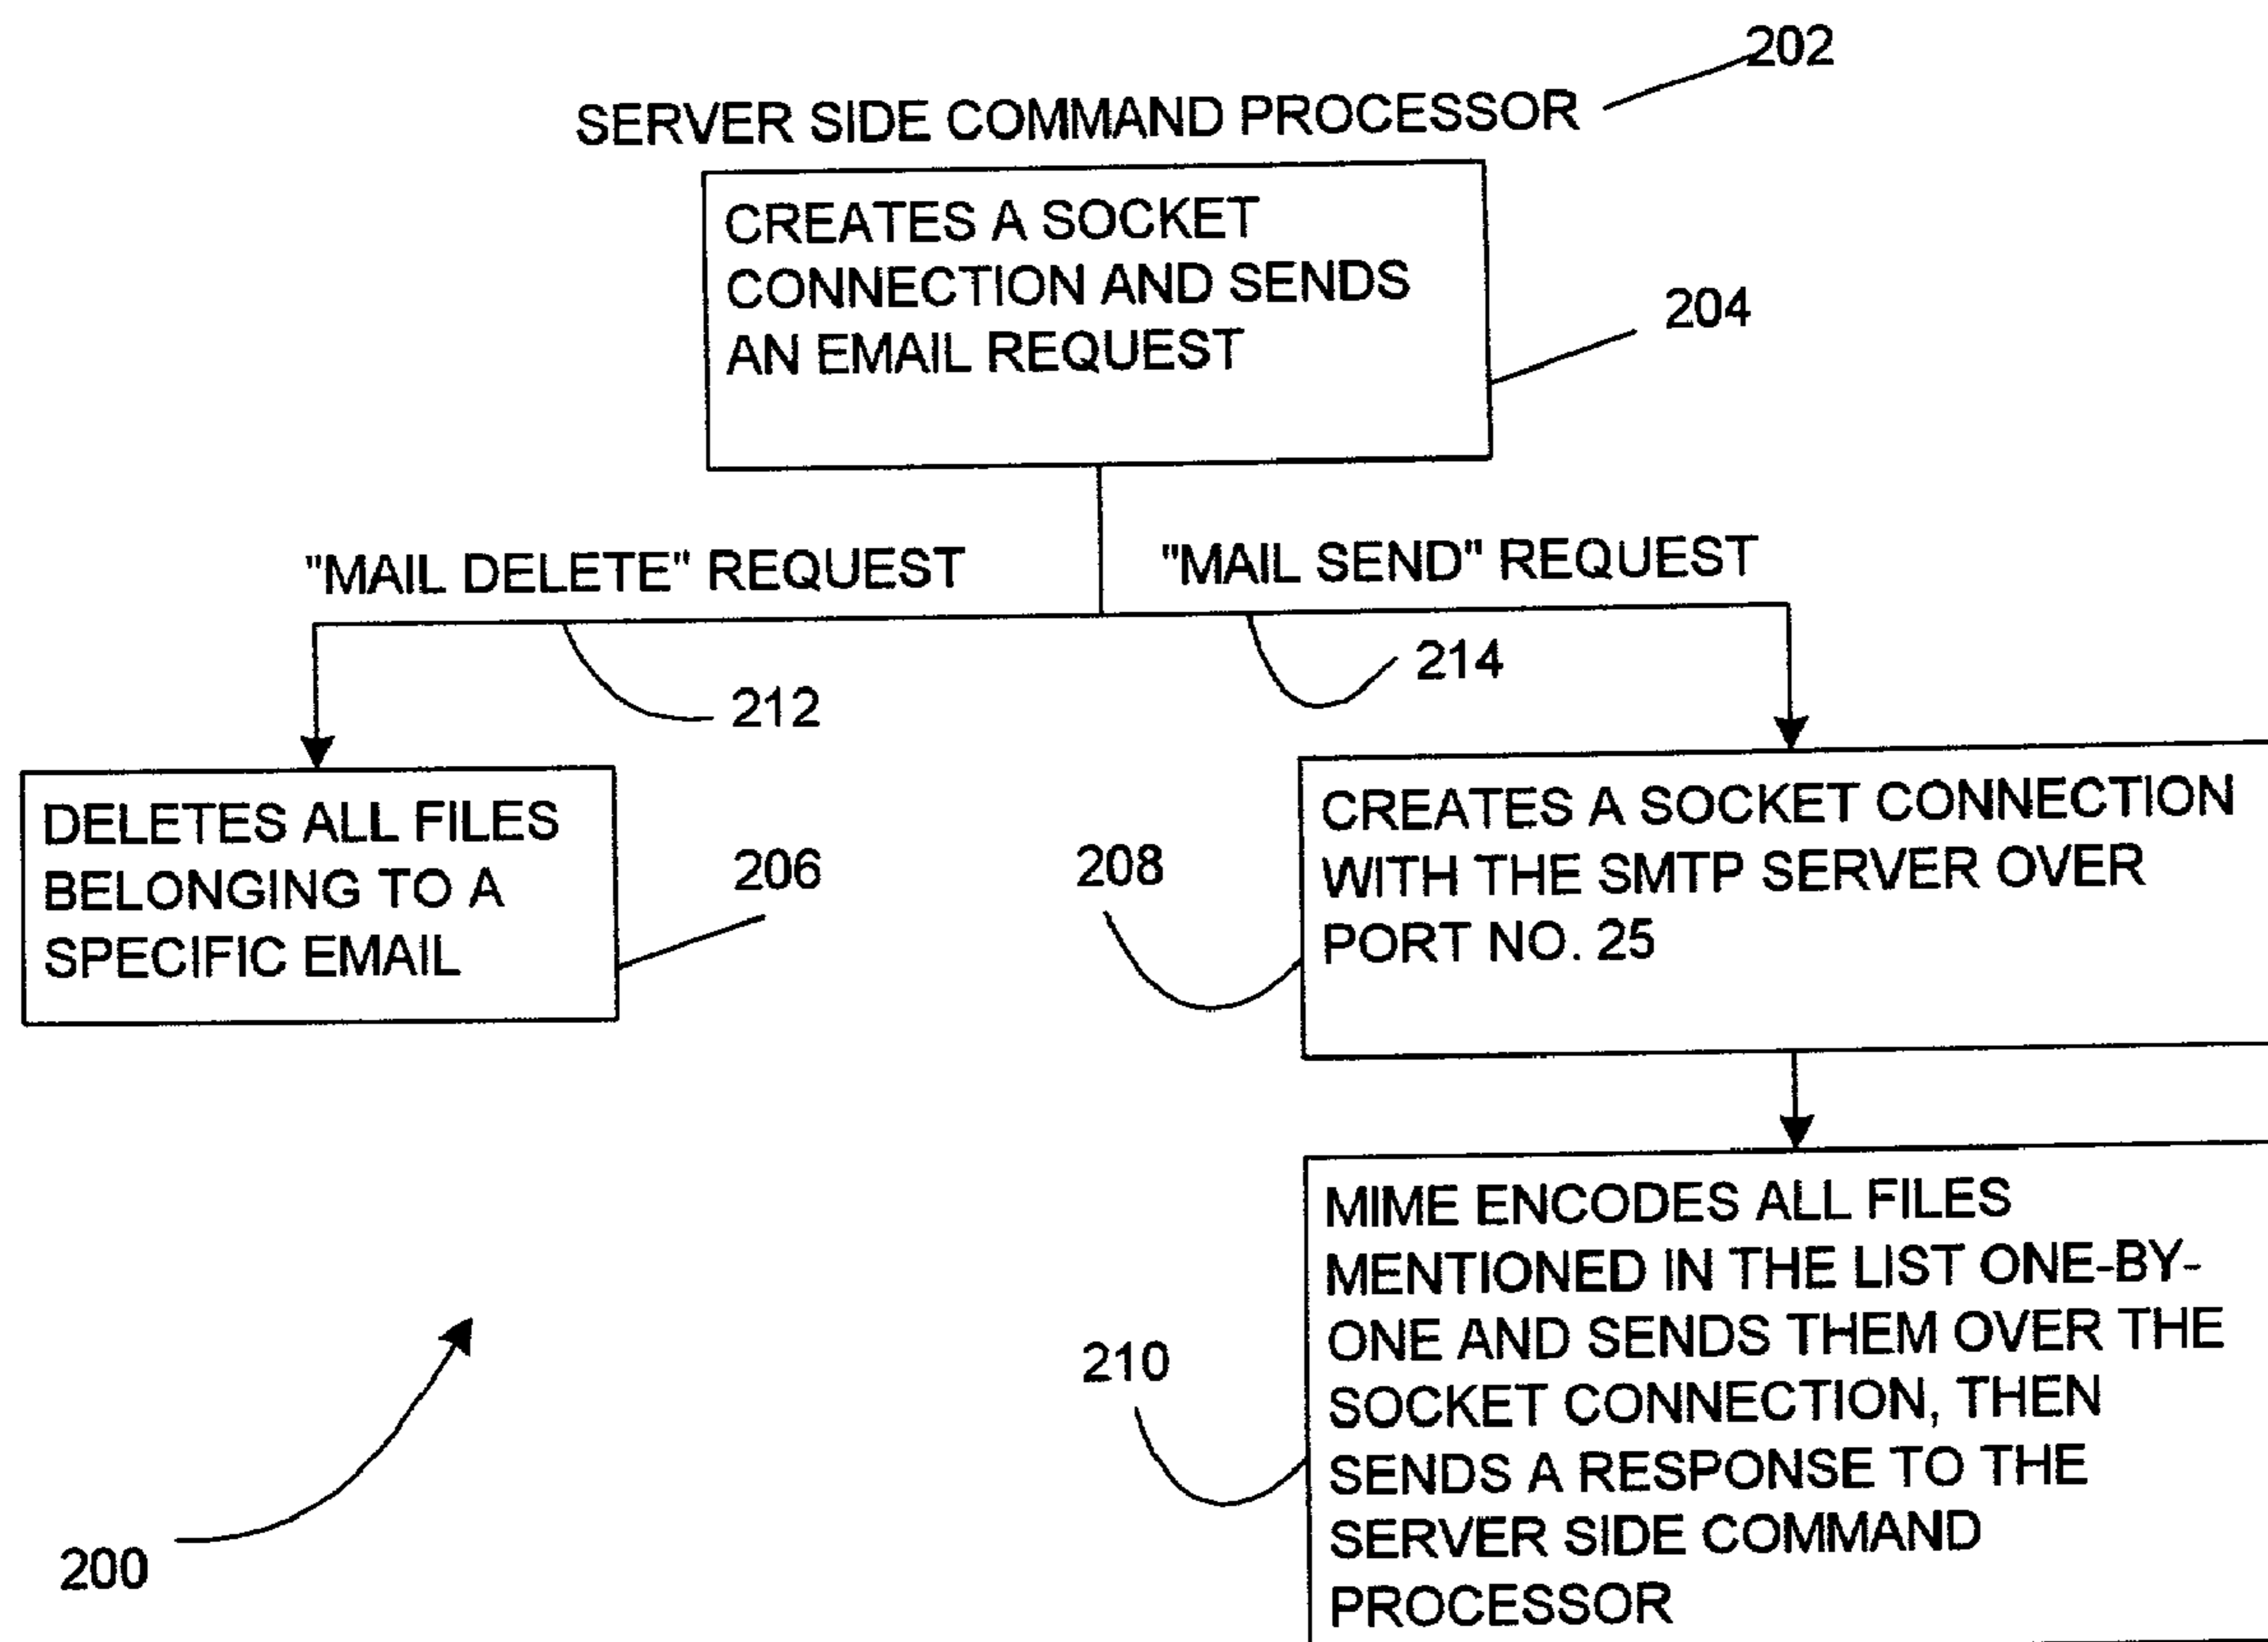 202
SERVER SIDE COMMAND PROCESSOR
CREATES A SOCKET
CONNECTION AND SENDS
AN EMAIL REQUEST
204
"MAIL DELETE" REQUEST
"MAIL SEND" REQUEST
212
214
DELETES ALL FILES
BELONGING TO A
SPECIFIC EMAIL
206
208
CREATES A SOCKET CONNECTION
WITH THE SMTP SERVER OVER
PORT NO. 25
210
MIME ENCODES ALL FILES
MENTIONED IN THE LIST ONE-BY-
ONE AND SENDS THEM OVER THE
SOCKET CONNECTION, THEN
SENDS A RESPONSE TO THE
SERVER SIDE COMMAND
PROCESSOR
200